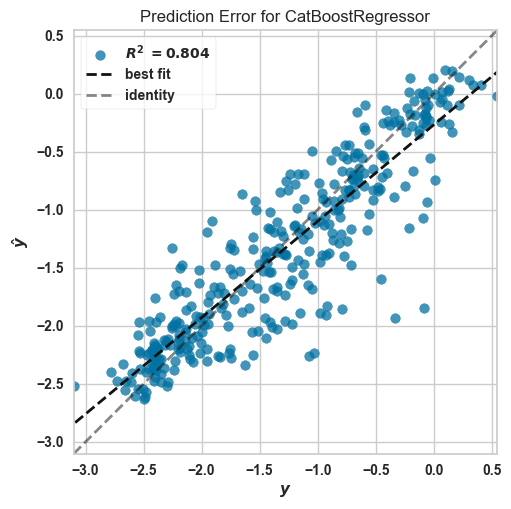 Prediction Error for CatBoostRegressor
R² = 0.804
best fit
identity
0.5
0.0
−0.5
−1.0
−1.5
−2.0
−2.5
−3.0
ŷ
−3.0 −2.5 −2.0 −1.5 −1.0 −0.5 0.0 0.5
y